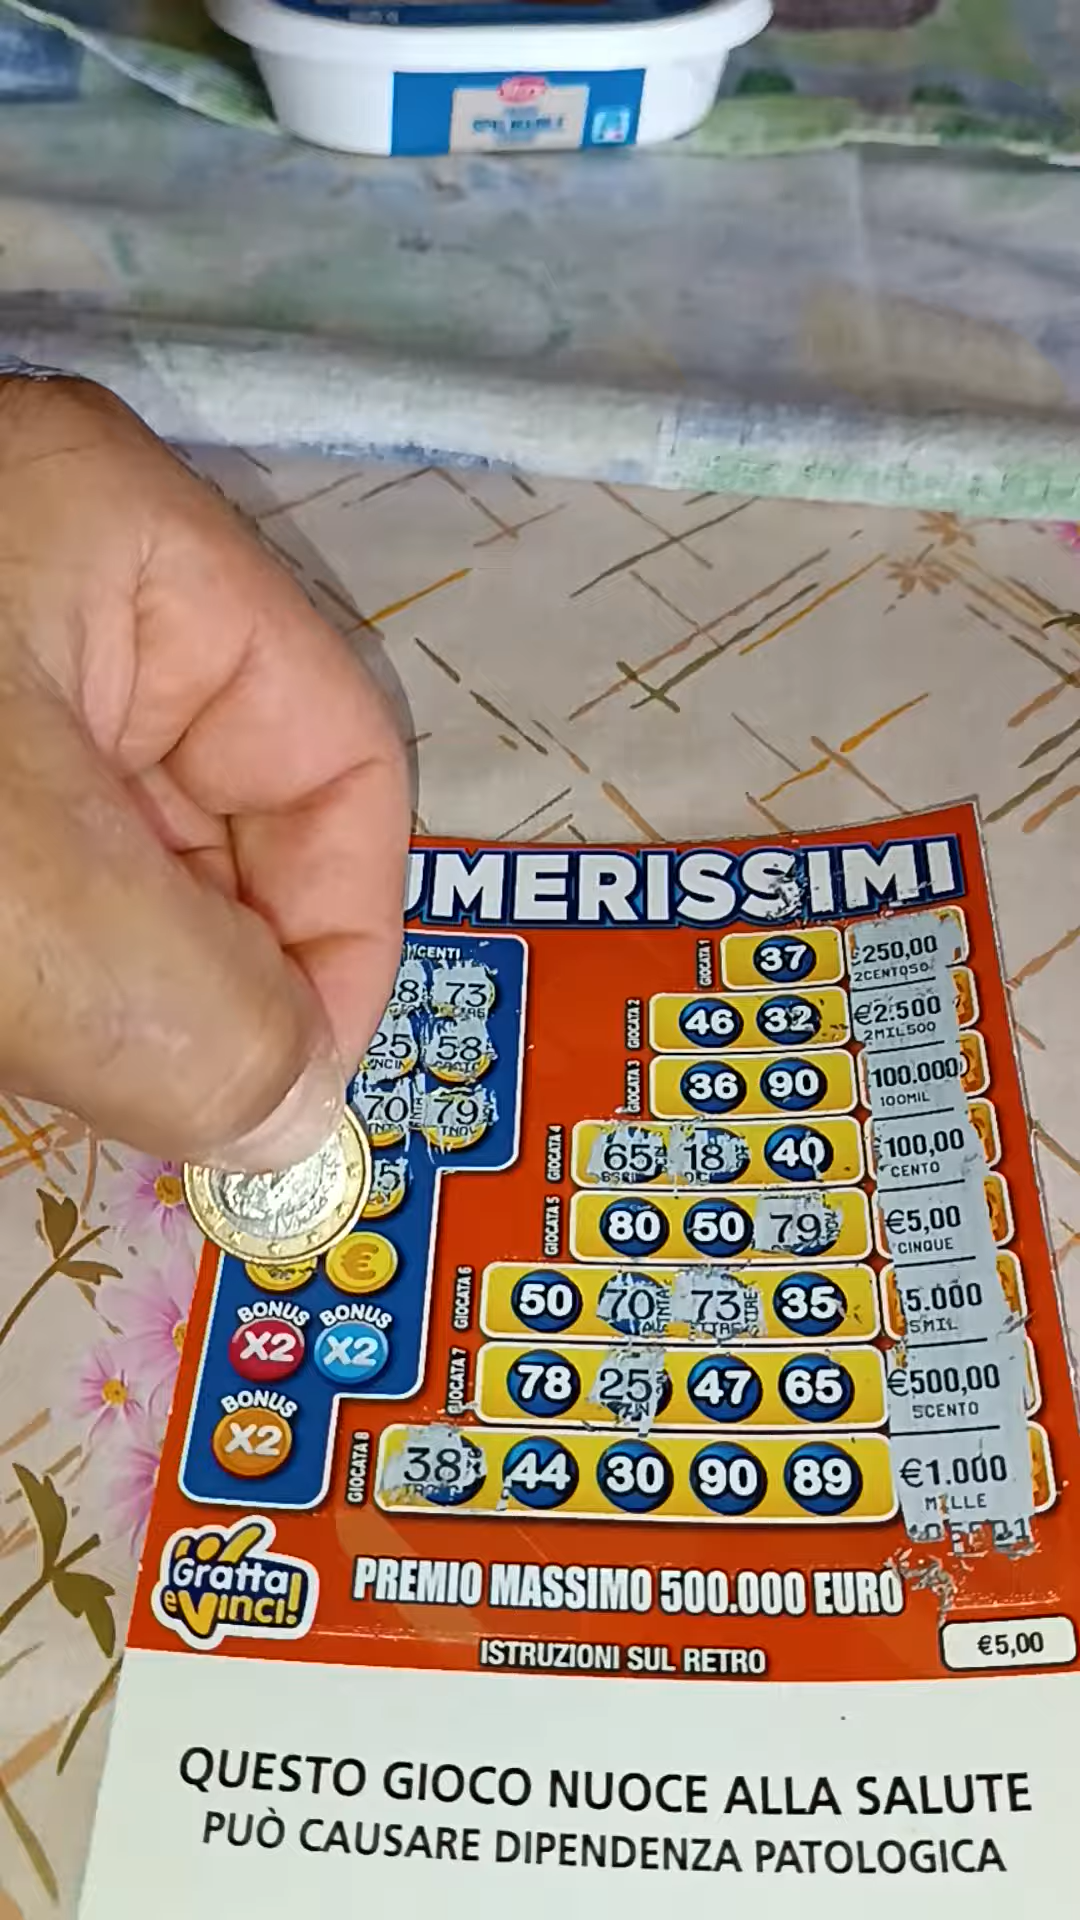 UMERISSIMI
NCENTI
8 73
25 58
70 79
5
€
BONUS BONUS
X2 X2
BONUS
X2
GIOCATA 1 37 €250,00
2CENTO50
GIOCATA 2 46 32 €2.500
2MIL500
GIOCATA 3 36 90 100.000
100MIL
GIOCATA 4 65 18 40 100,00
CENTO
GIOCATA 5 80 50 79 €5,00
CINQUE
GIOCATA 6 50 70 73 35 5.000
5MIL
GIOCATA 7 78 25 47 65 €500,00
5CENTO
GIOCATA 8 38 44 30 90 89 €1.000
MILLE
Gratta
e Vinci!
PREMIO MASSIMO 500.000 EURO
ISTRUZIONI SUL RETRO
€5,00
QUESTO GIOCO NUOCE ALLA SALUTE
PUÒ CAUSARE DIPENDENZA PATOLOGICA